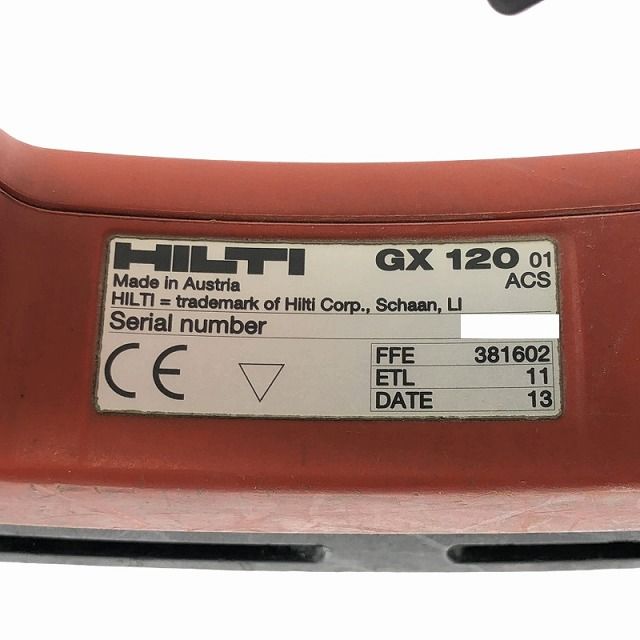 HILTI GX 120 01
Made in Austria ACS
HILTI = trademark of Hilti Corp., Schaan, LI
Serial number
CE FFE 381602
ETL 11
DATE 13